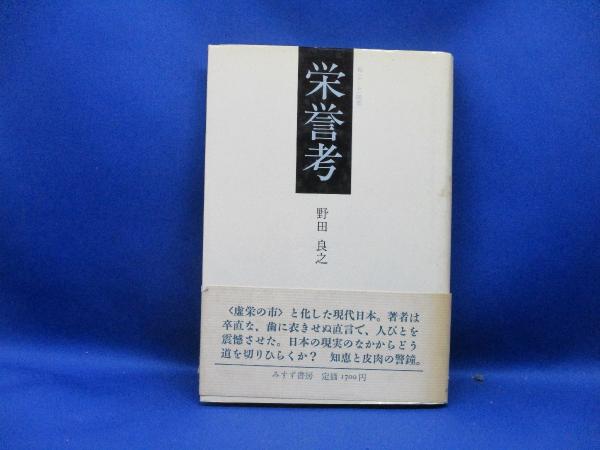 栄誉考
野田 良之
〈虚栄の市〉と化した現代日本。著者は
卒直な、歯に衣きせぬ直言で、人びとを
震憾させた。日本の現実のなかからどう
道を切りひらくか？ 知恵と皮肉の警鐘。
みすず書房 定価 1700円